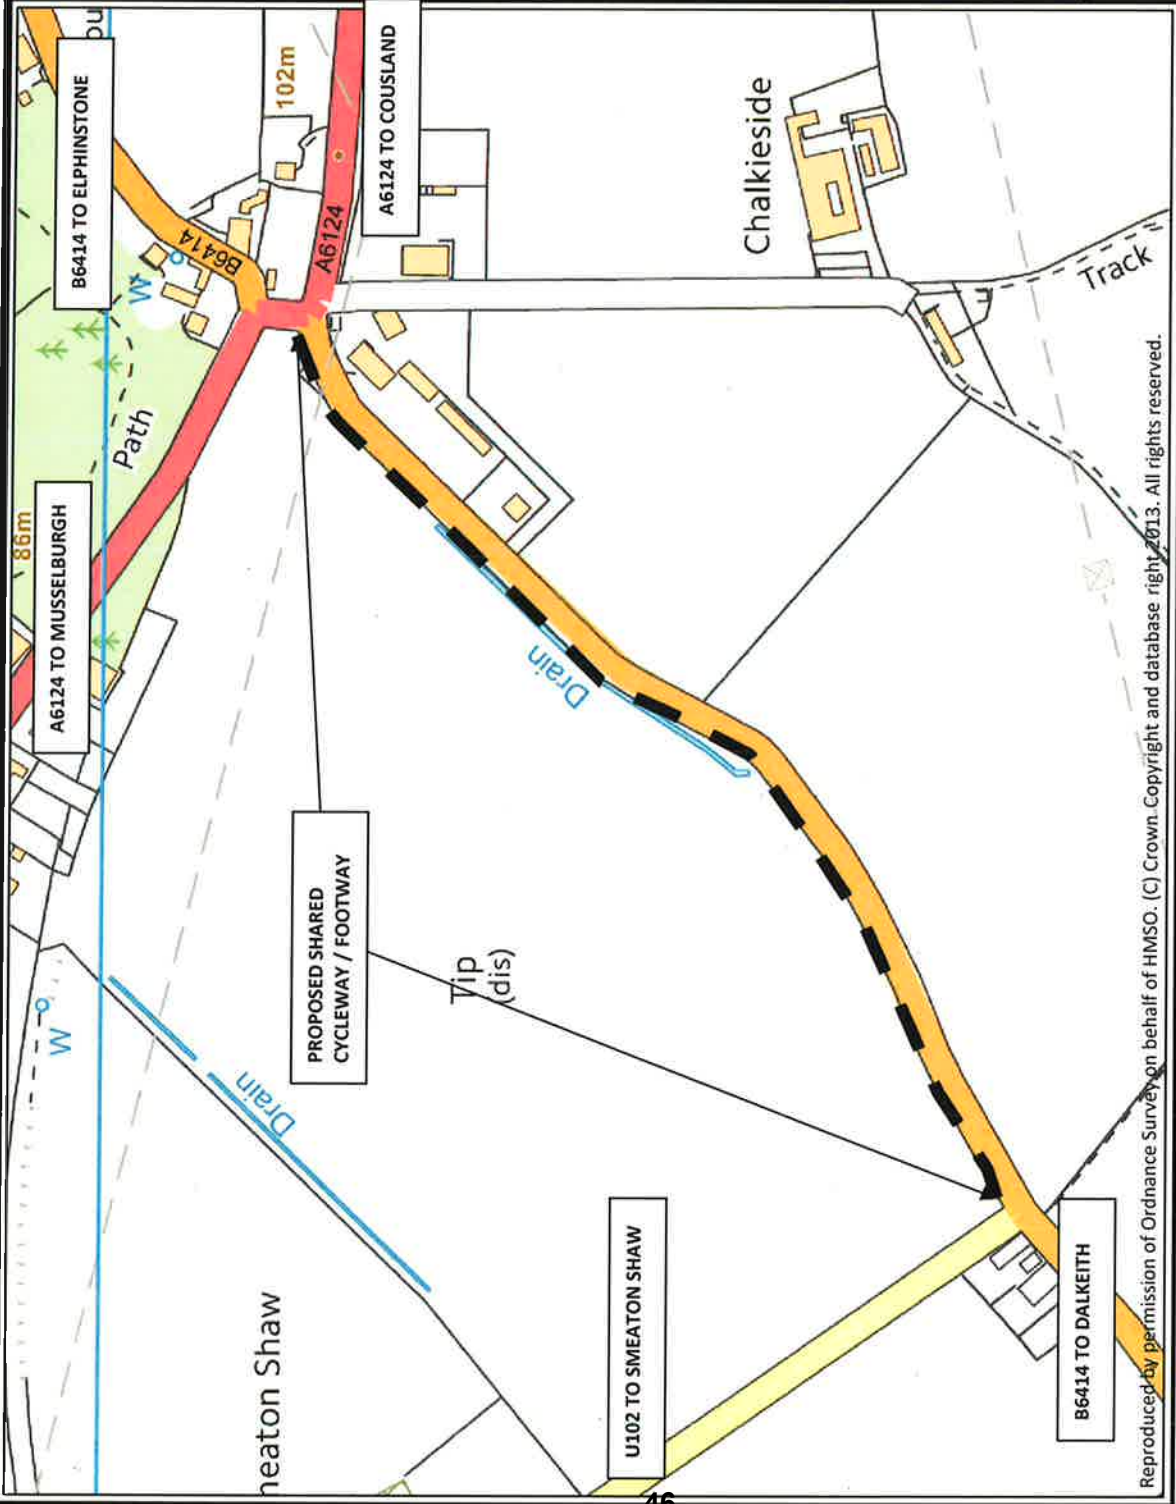 B6414 TO ELPHINSTONE
102m
A6124 TO COUSLAND
Chalkieside
B6414
A6124
W
Track
Path
86m
A6124 TO MUSSELBURGH
Drain
PROPOSED SHARED
CYCLEWAY / FOOTWAY
Tip
(dis)
W
Drain
neaton Shaw
U102 TO SMEATON SHAW
B6414 TO DALKEITH
Reproduced by permission of Ordnance Survey on behalf of HMSO. (C) Crown Copyright and database right 2013. All rights reserved.
46